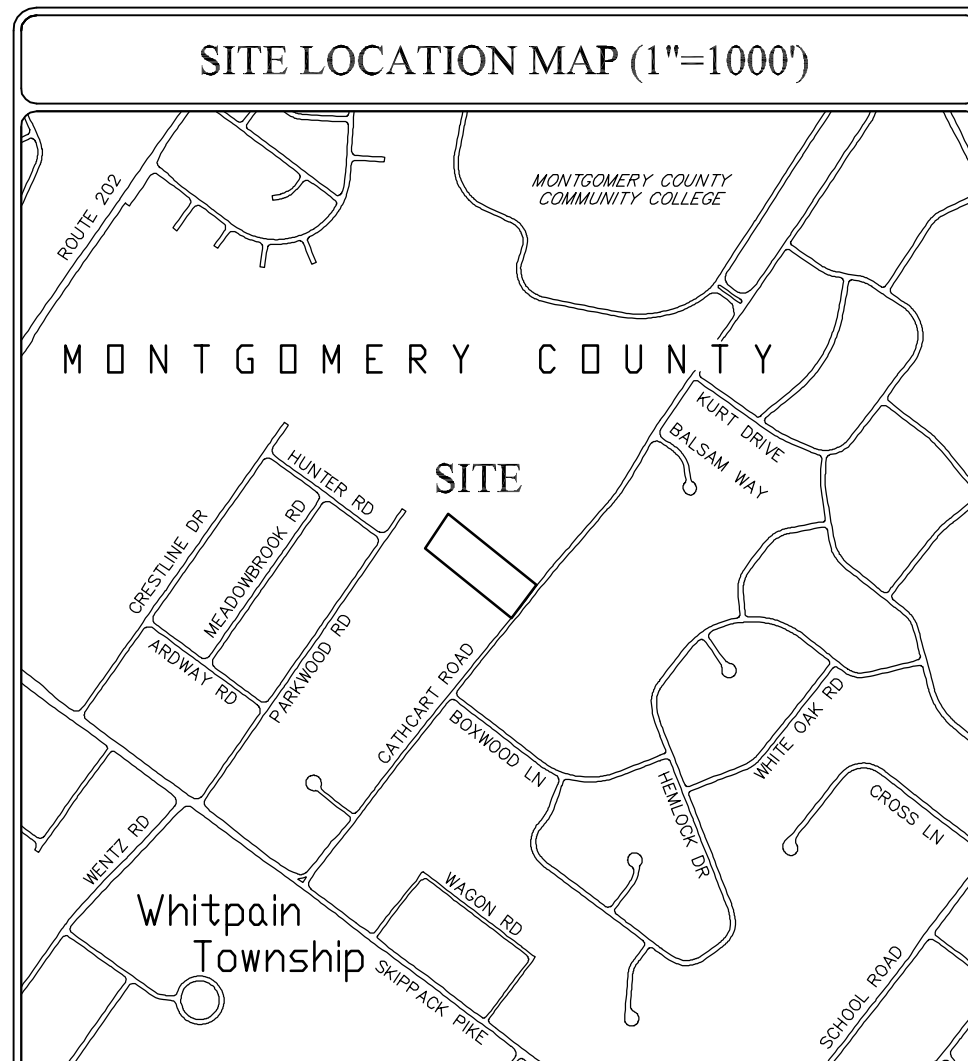 SITE LOCATION MAP (1"=1000')
MONTGOMERY COUNTY
COMMUNITY COLLEGE
ROUTE 202
MONTGOMERY COUNTY
KURT DRIVE
BALSAM WAY
HUNTER RD
SITE
CRESTLINE DR
MEADOWBROOK RD
ARDWAY RD
PARKWOOD RD
CATHCART ROAD
BOXWOOD LN
WHITE OAK RD
HEMLOCK DR
CROSS LN
WENTZ RD
WAGON RD
Whitpain
Township
SKIPPACK PIKE
SCHOOL ROAD